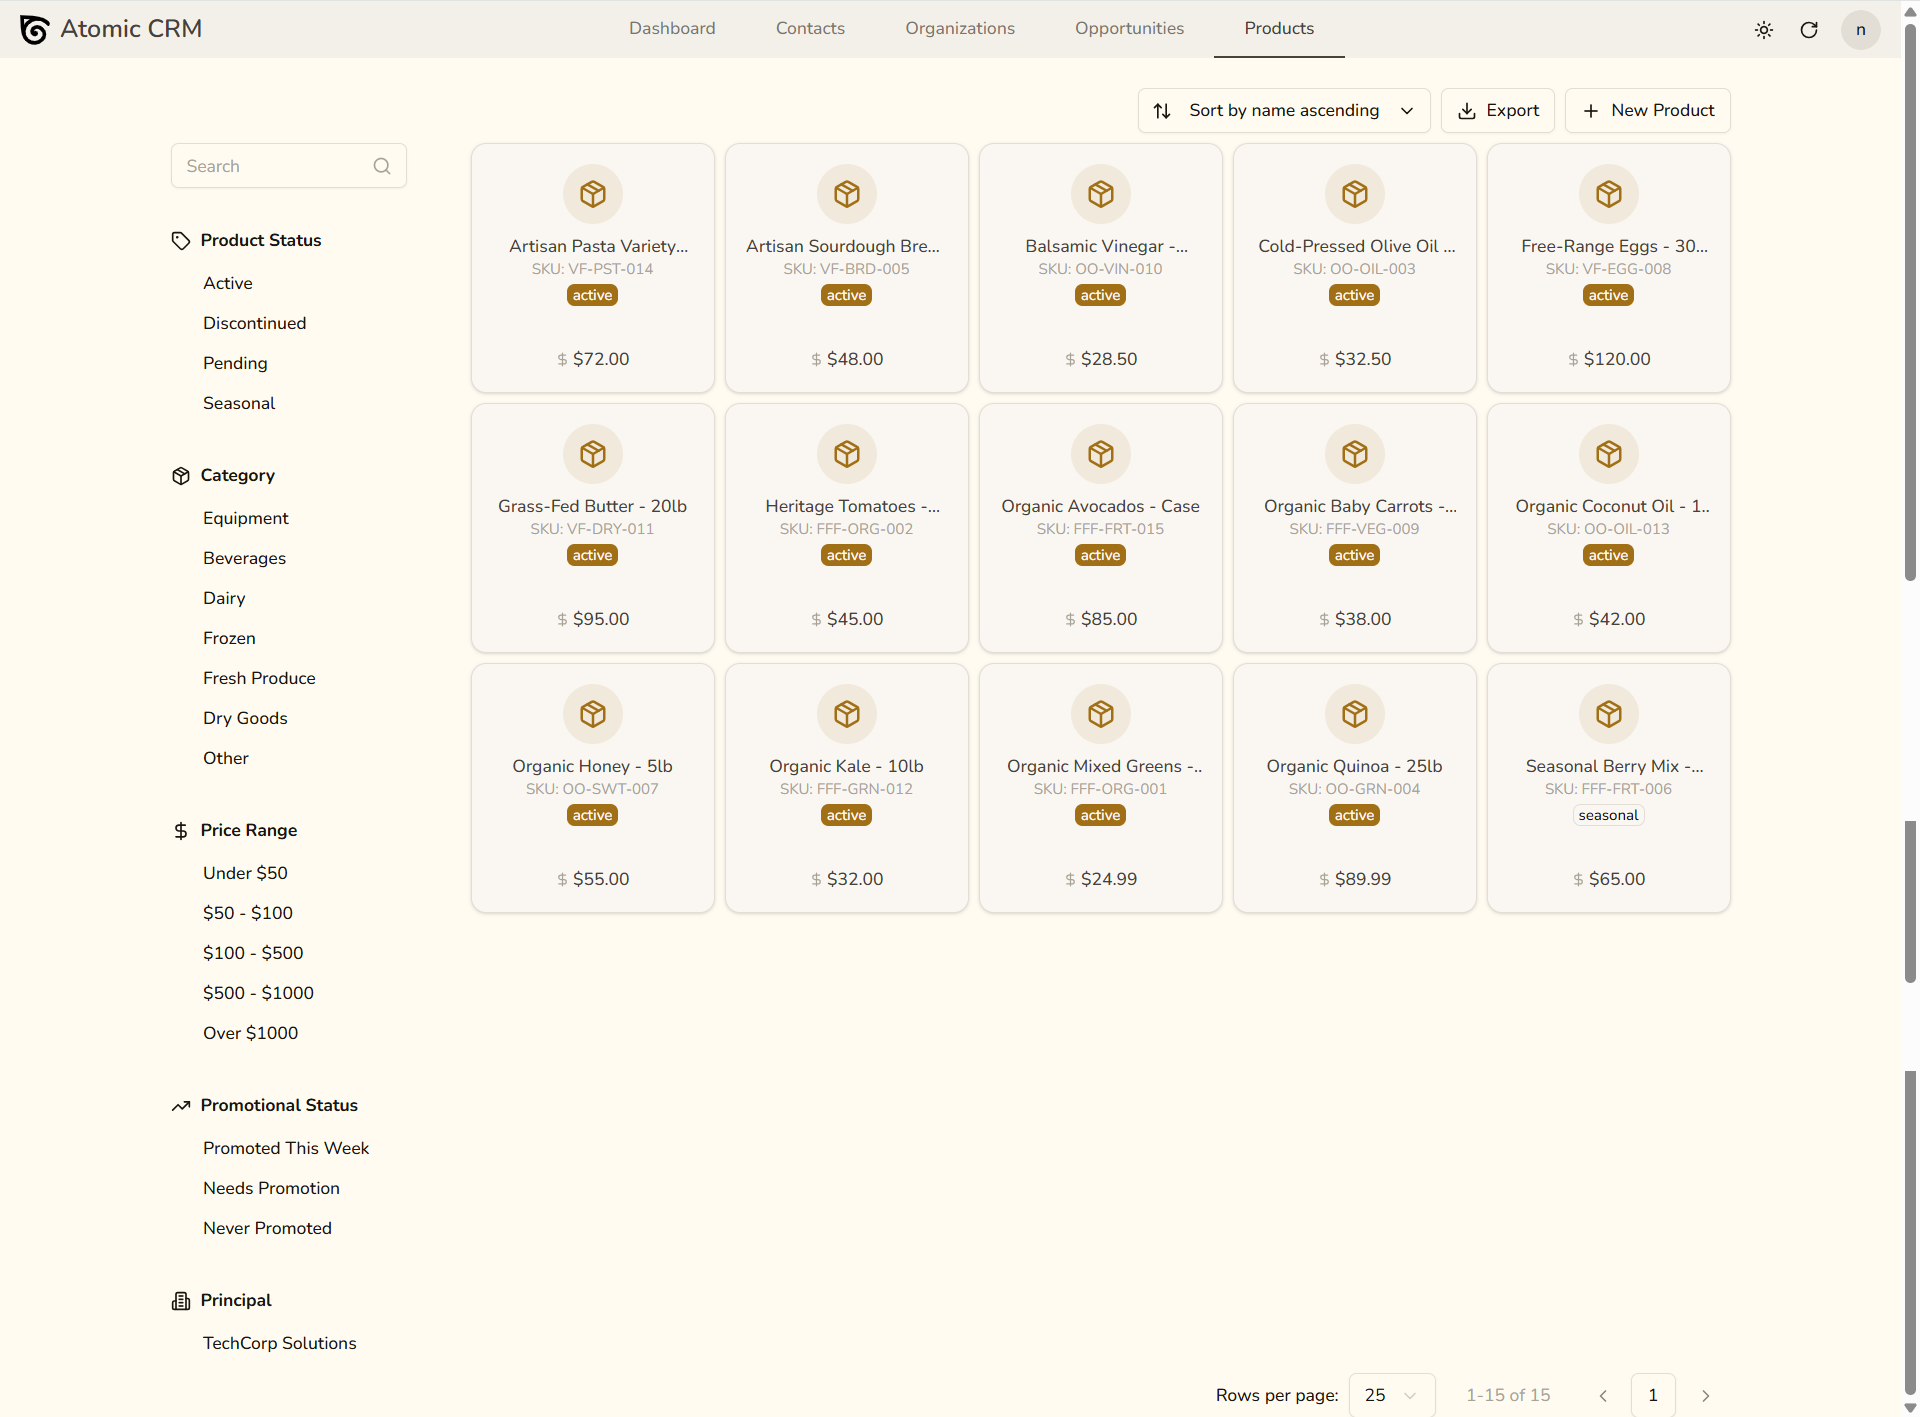 Atomic CRM
Dashboard
Contacts
Organizations
Opportunities
Products
n
Sort by name ascending
Export
New Product
Search
Product Status
Active
Discontinued
Pending
Seasonal
Category
Equipment
Beverages
Dairy
Frozen
Fresh Produce
Dry Goods
Other
Price Range
Under $50
$50 - $100
$100 - $500
$500 - $1000
Over $1000
Promotional Status
Promoted This Week
Needs Promotion
Never Promoted
Principal
TechCorp Solutions
Artisan Pasta Variety...
SKU: VF-PST-014
active
$ $72.00
Artisan Sourdough Bre...
SKU: VF-BRD-005
active
$ $48.00
Balsamic Vinegar -...
SKU: OO-VIN-010
active
$ $28.50
Cold-Pressed Olive Oil ...
SKU: OO-OIL-003
active
$ $32.50
Free-Range Eggs - 30...
SKU: VF-EGG-008
active
$ $120.00
Grass-Fed Butter - 20lb
SKU: VF-DRY-011
active
$ $95.00
Heritage Tomatoes -...
SKU: FFF-ORG-002
active
$ $45.00
Organic Avocados - Case
SKU: FFF-FRT-015
active
$ $85.00
Organic Baby Carrots -...
SKU: FFF-VEG-009
active
$ $38.00
Organic Coconut Oil - 1..
SKU: OO-OIL-013
active
$ $42.00
Organic Honey - 5lb
SKU: OO-SWT-007
active
$ $55.00
Organic Kale - 10lb
SKU: FFF-GRN-012
active
$ $32.00
Organic Mixed Greens -..
SKU: FFF-ORG-001
active
$ $24.99
Organic Quinoa - 25lb
SKU: OO-GRN-004
active
$ $89.99
Seasonal Berry Mix -...
SKU: FFF-FRT-006
seasonal
$ $65.00
Rows per page:
25
1-15 of 15
1